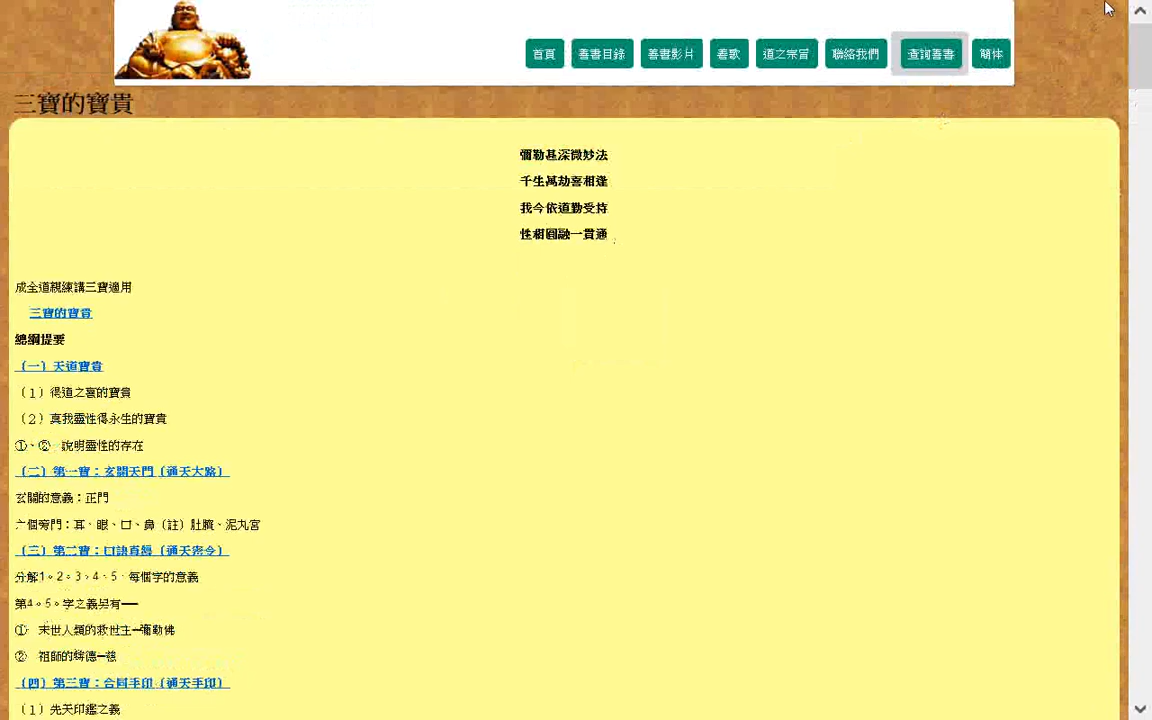 首頁 善書目錄 善書影片 善歌 道之宗旨 聯絡我們 查詢善書 簡体
三寶的寶貴
彌勒甚深微妙法
千生萬劫喜相逢
我今依道勤受持
性相圓融一貫通
成全道親練講三寶適用
三寶的寶貴
總綱提要
（一）天道寶貴
（1）得道之喜的寶貴
（2）真我靈性得永生的寶貴
①、② 說明靈性的存在
（二）第一寶：玄關天門（通天大路）
玄關的意義：正門
六個旁門：耳、眼、口、鼻（註）肚臍、泥丸宮
（三）第二寶：口訣真經（通天密令）
分解1。2。3。4。5。每個字的意義
第4。5。字之義另有──
① 末世人類的救世主─彌勒佛
② 祖師的特德─慈
（四）第三寶：合同手印（通天手印）
（1）先天印鑑之義